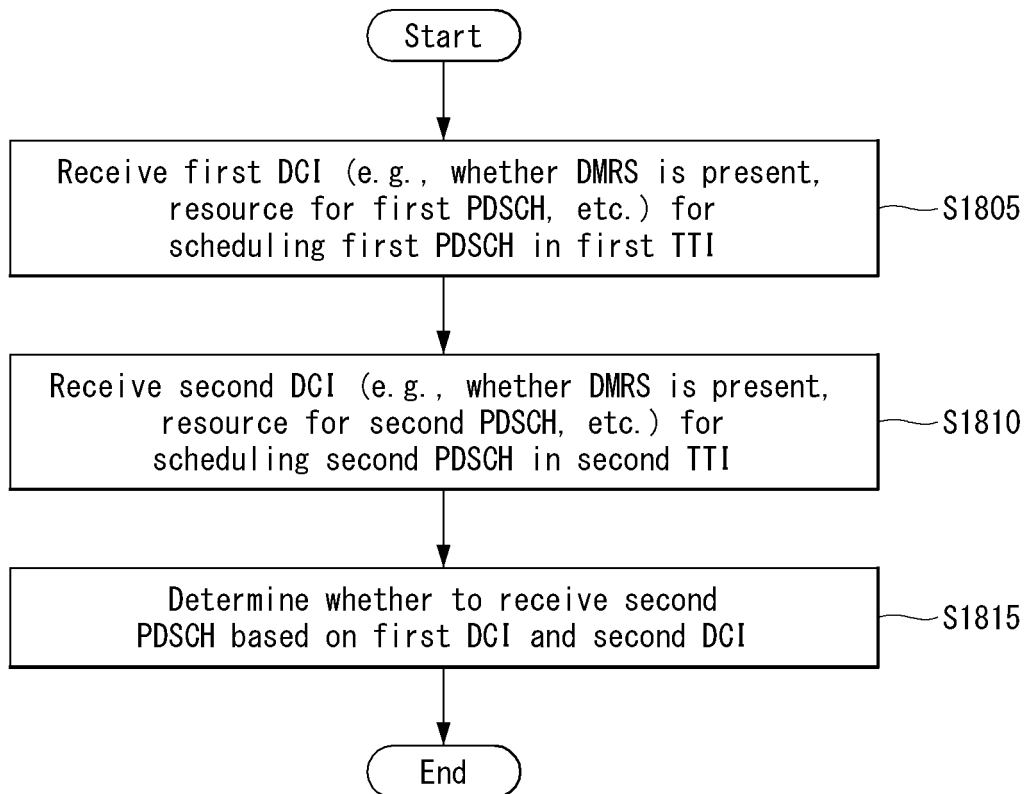 Start
Receive first DCI (e.g., whether DMRS is present,
resource for first PDSCH, etc.) for
scheduling first PDSCH in first TTI
S1805
Receive second DCI (e.g., whether DMRS is present,
resource for second PDSCH, etc.) for
scheduling second PDSCH in second TTI
S1810
Determine whether to receive second
PDSCH based on first DCI and second DCI
S1815
End